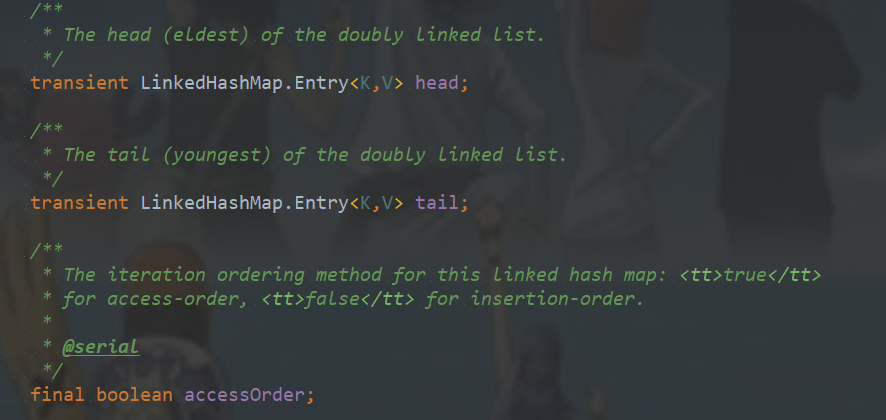 /**
* The head (eldest) of the doubly linked list.
*/
transient LinkedHashMap.Entry<K,V> head;
/**
* The tail (youngest) of the doubly linked list.
*/
transient LinkedHashMap.Entry<K,V> tail;
/**
* The iteration ordering method for this linked hash map: <tt>true</tt>
* for access-order, <tt>false</tt> for insertion-order.
*
* @serial
*/
final boolean accessOrder;